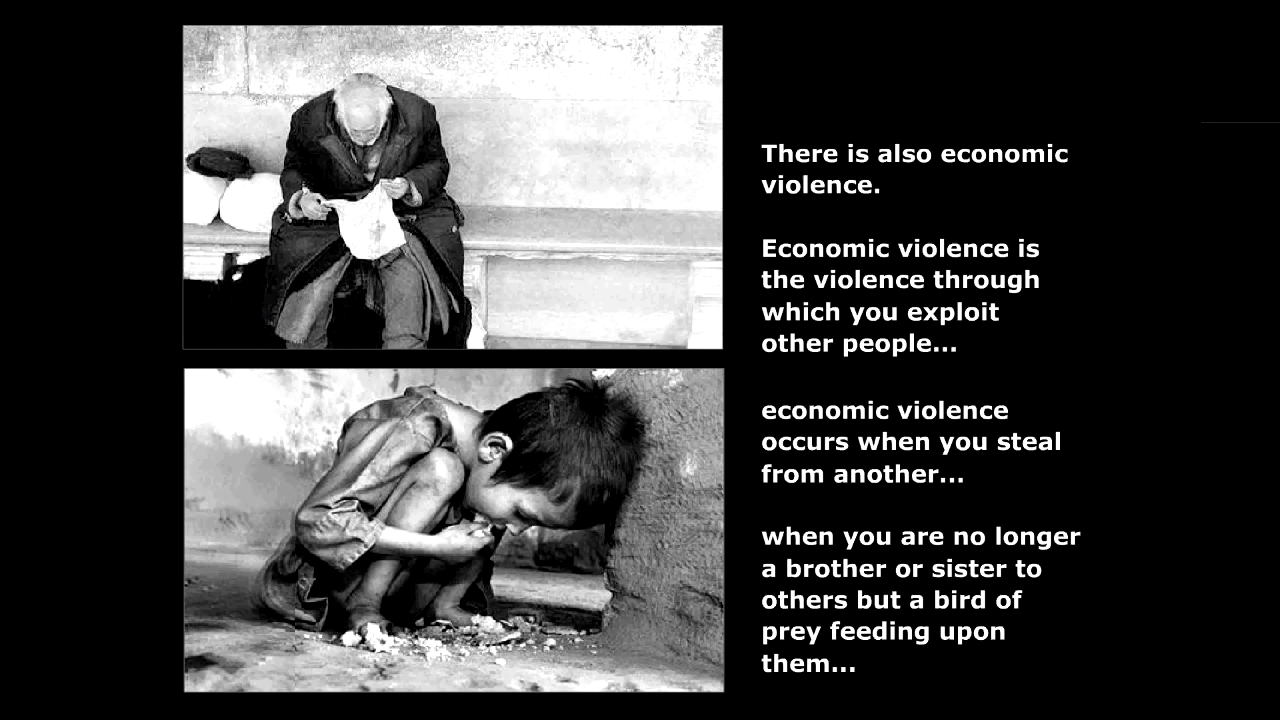 There is also economic
violence.
Economic violence is
the violence through
which you exploit
other people...
economic violence
occurs when you steal
from another...
when you are no longer
a brother or sister to
others but a bird of
prey feeding upon
them...